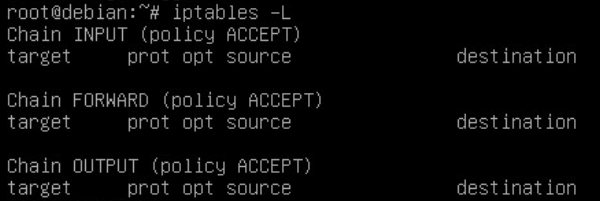 root@debian:~# iptables -L
Chain INPUT (policy ACCEPT)
target     prot opt source               destination
Chain FORWARD (policy ACCEPT)
target     prot opt source               destination
Chain OUTPUT (policy ACCEPT)
target     prot opt source               destination